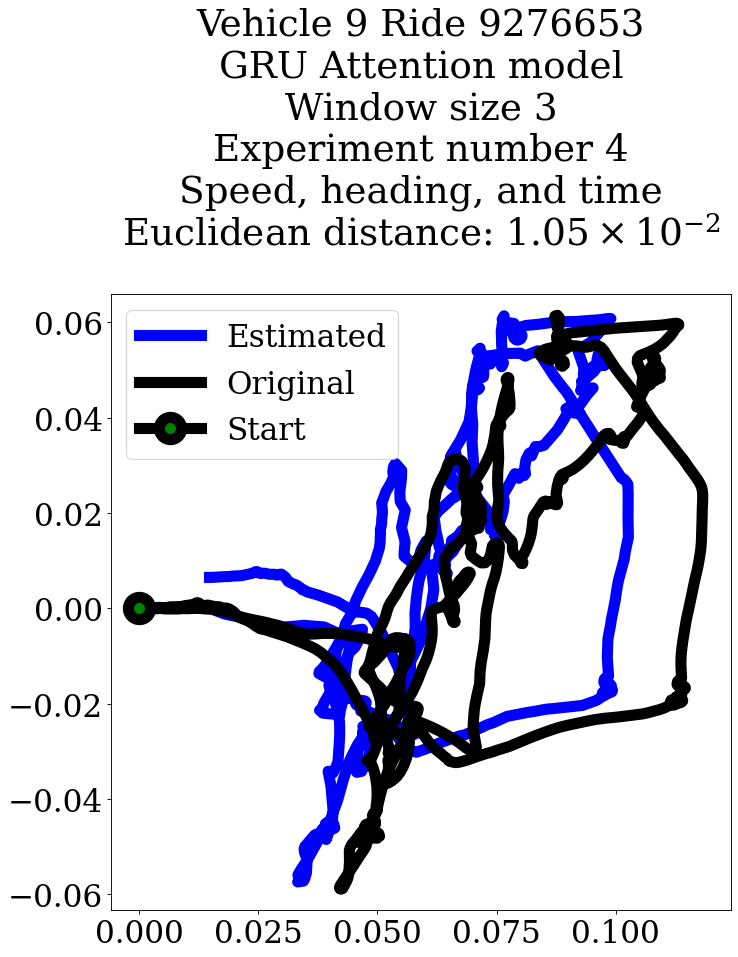 Vehicle 9 Ride 9276653
GRU Attention model
Window size 3
Experiment number 4
Speed, heading, and time
Euclidean distance: 1.05 × 10⁻²
Estimated
Original
Start
0.06
0.04
0.02
0.00
−0.02
−0.04
−0.06
0.000 0.025 0.050 0.075 0.100